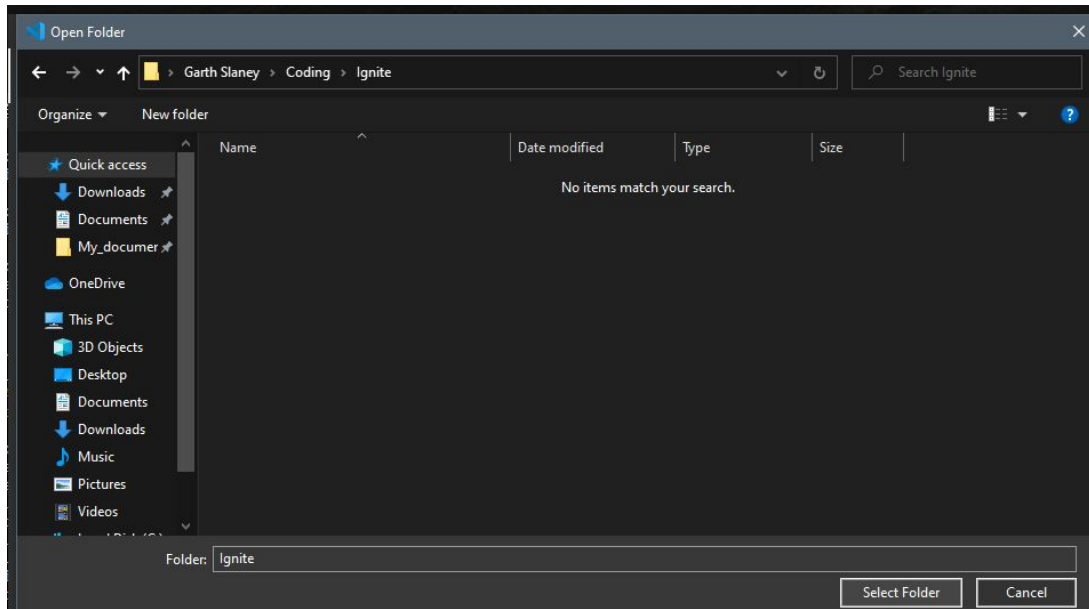 Open Folder
Garth Slaney > Coding > Ignite
Search Ignite
Organize
New folder
Name
Date modified
Type
Size
No items match your search.
Quick access
Downloads
Documents
My_documer
OneDrive
This PC
3D Objects
Desktop
Documents
Downloads
Music
Pictures
Videos
Folder: Ignite
Select Folder
Cancel